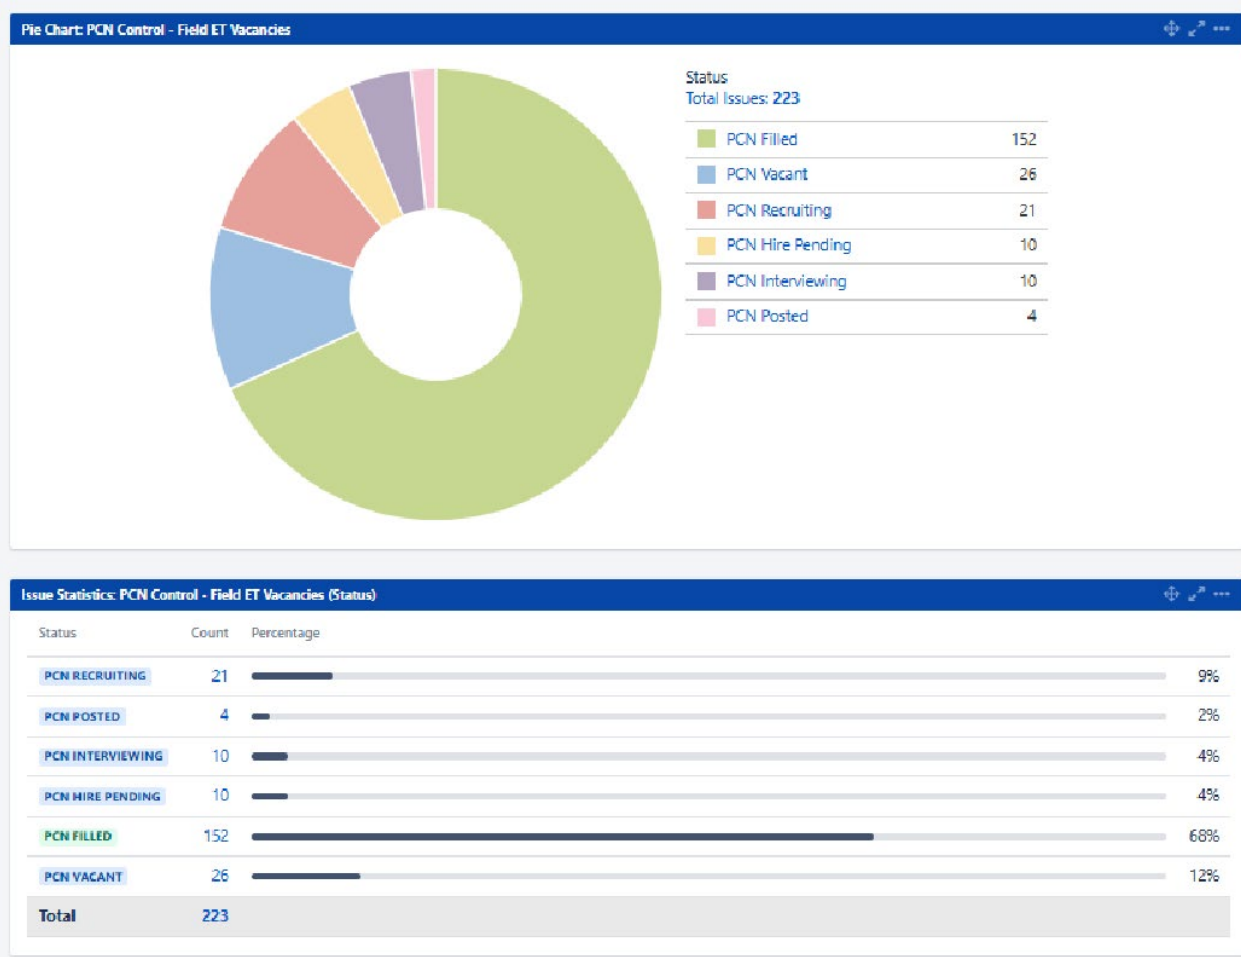 Pie Chart: PCN Control - Field ET Vacancies
Status
Total Issues: 223
PCN Filled 152
PCN Vacant 26
PCN Recruiting 21
PCN Hire Pending 10
PCN Interviewing 10
PCN Posted 4
Issue Statistics: PCN Control - Field ET Vacancies (Status)
Status Count Percentage
PCN RECRUITING 21 9%
PCN POSTED 4 2%
PCN INTERVIEWING 10 4%
PCN HIRE PENDING 10 4%
PCN FILLED 152 68%
PCN VACANT 26 12%
Total 223